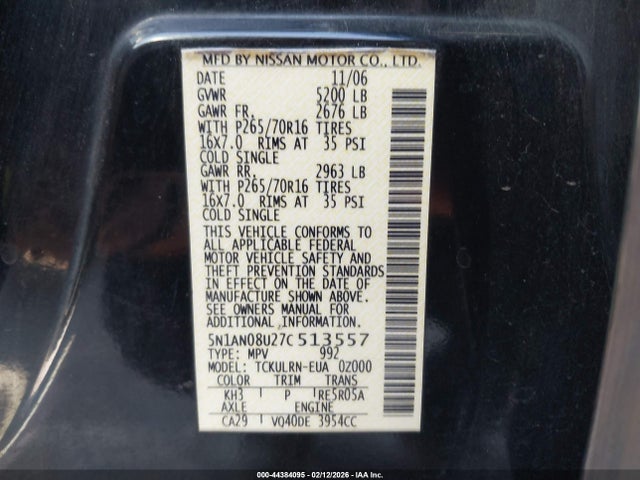 MFD BY NISSAN MOTOR CO., LTD.
DATE 11/06
GVWR 5200 LB
GAWR FR. 2676 LB
WITH P265/70R16 TIRES
16X7.0 RIMS AT 35 PSI
COLD SINGLE
GAWR RR. 2963 LB
WITH P265/70R16 TIRES
16X7.0 RIMS AT 35 PSI
COLD SINGLE
THIS VEHICLE CONFORMS TO
ALL APPLICABLE FEDERAL
MOTOR VEHICLE SAFETY AND
THEFT PREVENTION STANDARDS
IN EFFECT ON THE DATE OF
MANUFACTURE SHOWN ABOVE.
SEE OWNERS MANUAL FOR
ADDITIONAL INFORMATION.
5N1AN08U27C513557
TYPE: MPV 992
MODEL: TCKULRN-EUA 0Z000
COLOR TRIM TRANS
KH3 P RE5R05A
AXLE ENGINE
CA29 VQ40DE 3954CC
000-44384095 - 02/12/2026 - IAA Inc.